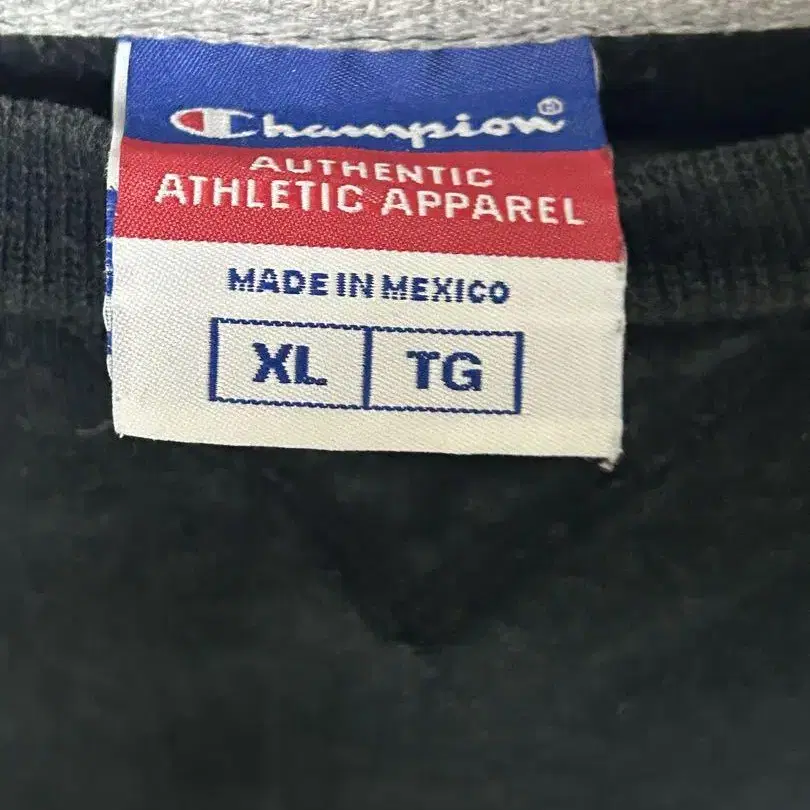 Champion®
AUTHENTIC
ATHLETIC APPAREL
MADE IN MEXICO
XL TG